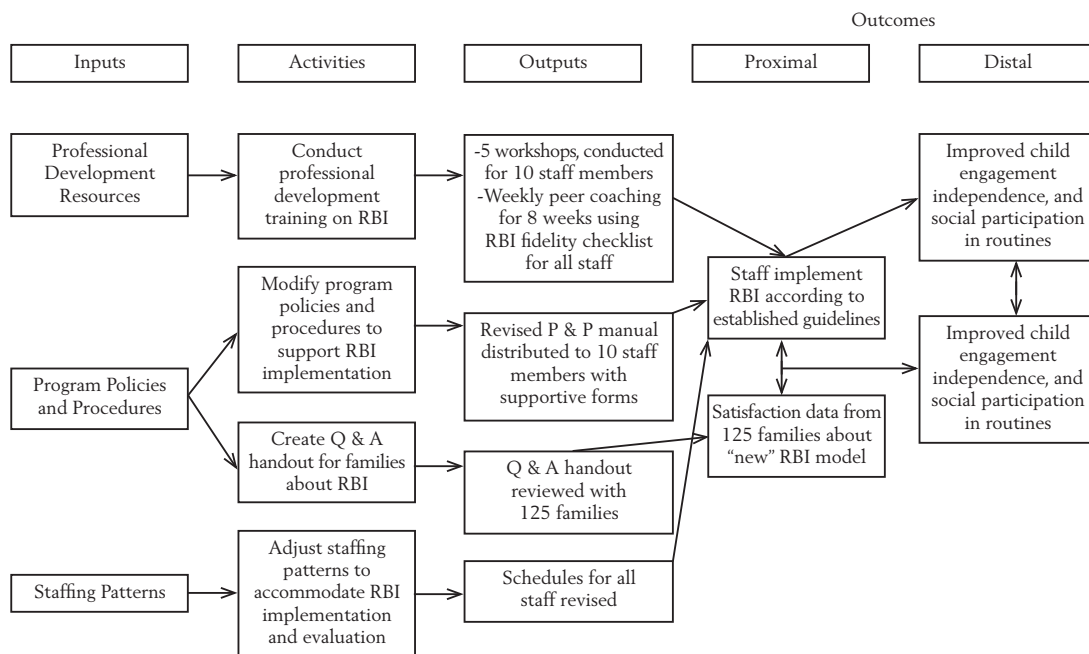 Outcomes
Inputs
Activities
Outputs
Proximal
Distal
Professional
Development
Resources
Conduct
professional
development
training on RBI
-5 workshops, conducted
for 10 staff members
-Weekly peer coaching
for 8 weeks using
RBI fidelity checklist
for all staff
Improved child
engagement
independence, and
social participation
in routines
Staff implement
RBI according to
established guidelines
Program Policies
and Procedures
Modify program
policies and
procedures to
support RBI
implementation
Revised P & P manual
distributed to 10 staff
members with
supportive forms
Improved child
engagement
independence, and
social participation
in routines
Create Q & A
handout for families
about RBI
Q & A handout
reviewed with
125 families
Satisfaction data from
125 families about
“new” RBI model
Staffing Patterns
Adjust staffing
patterns to
accommodate RBI
implementation
and evaluation
Schedules for all
staff revised